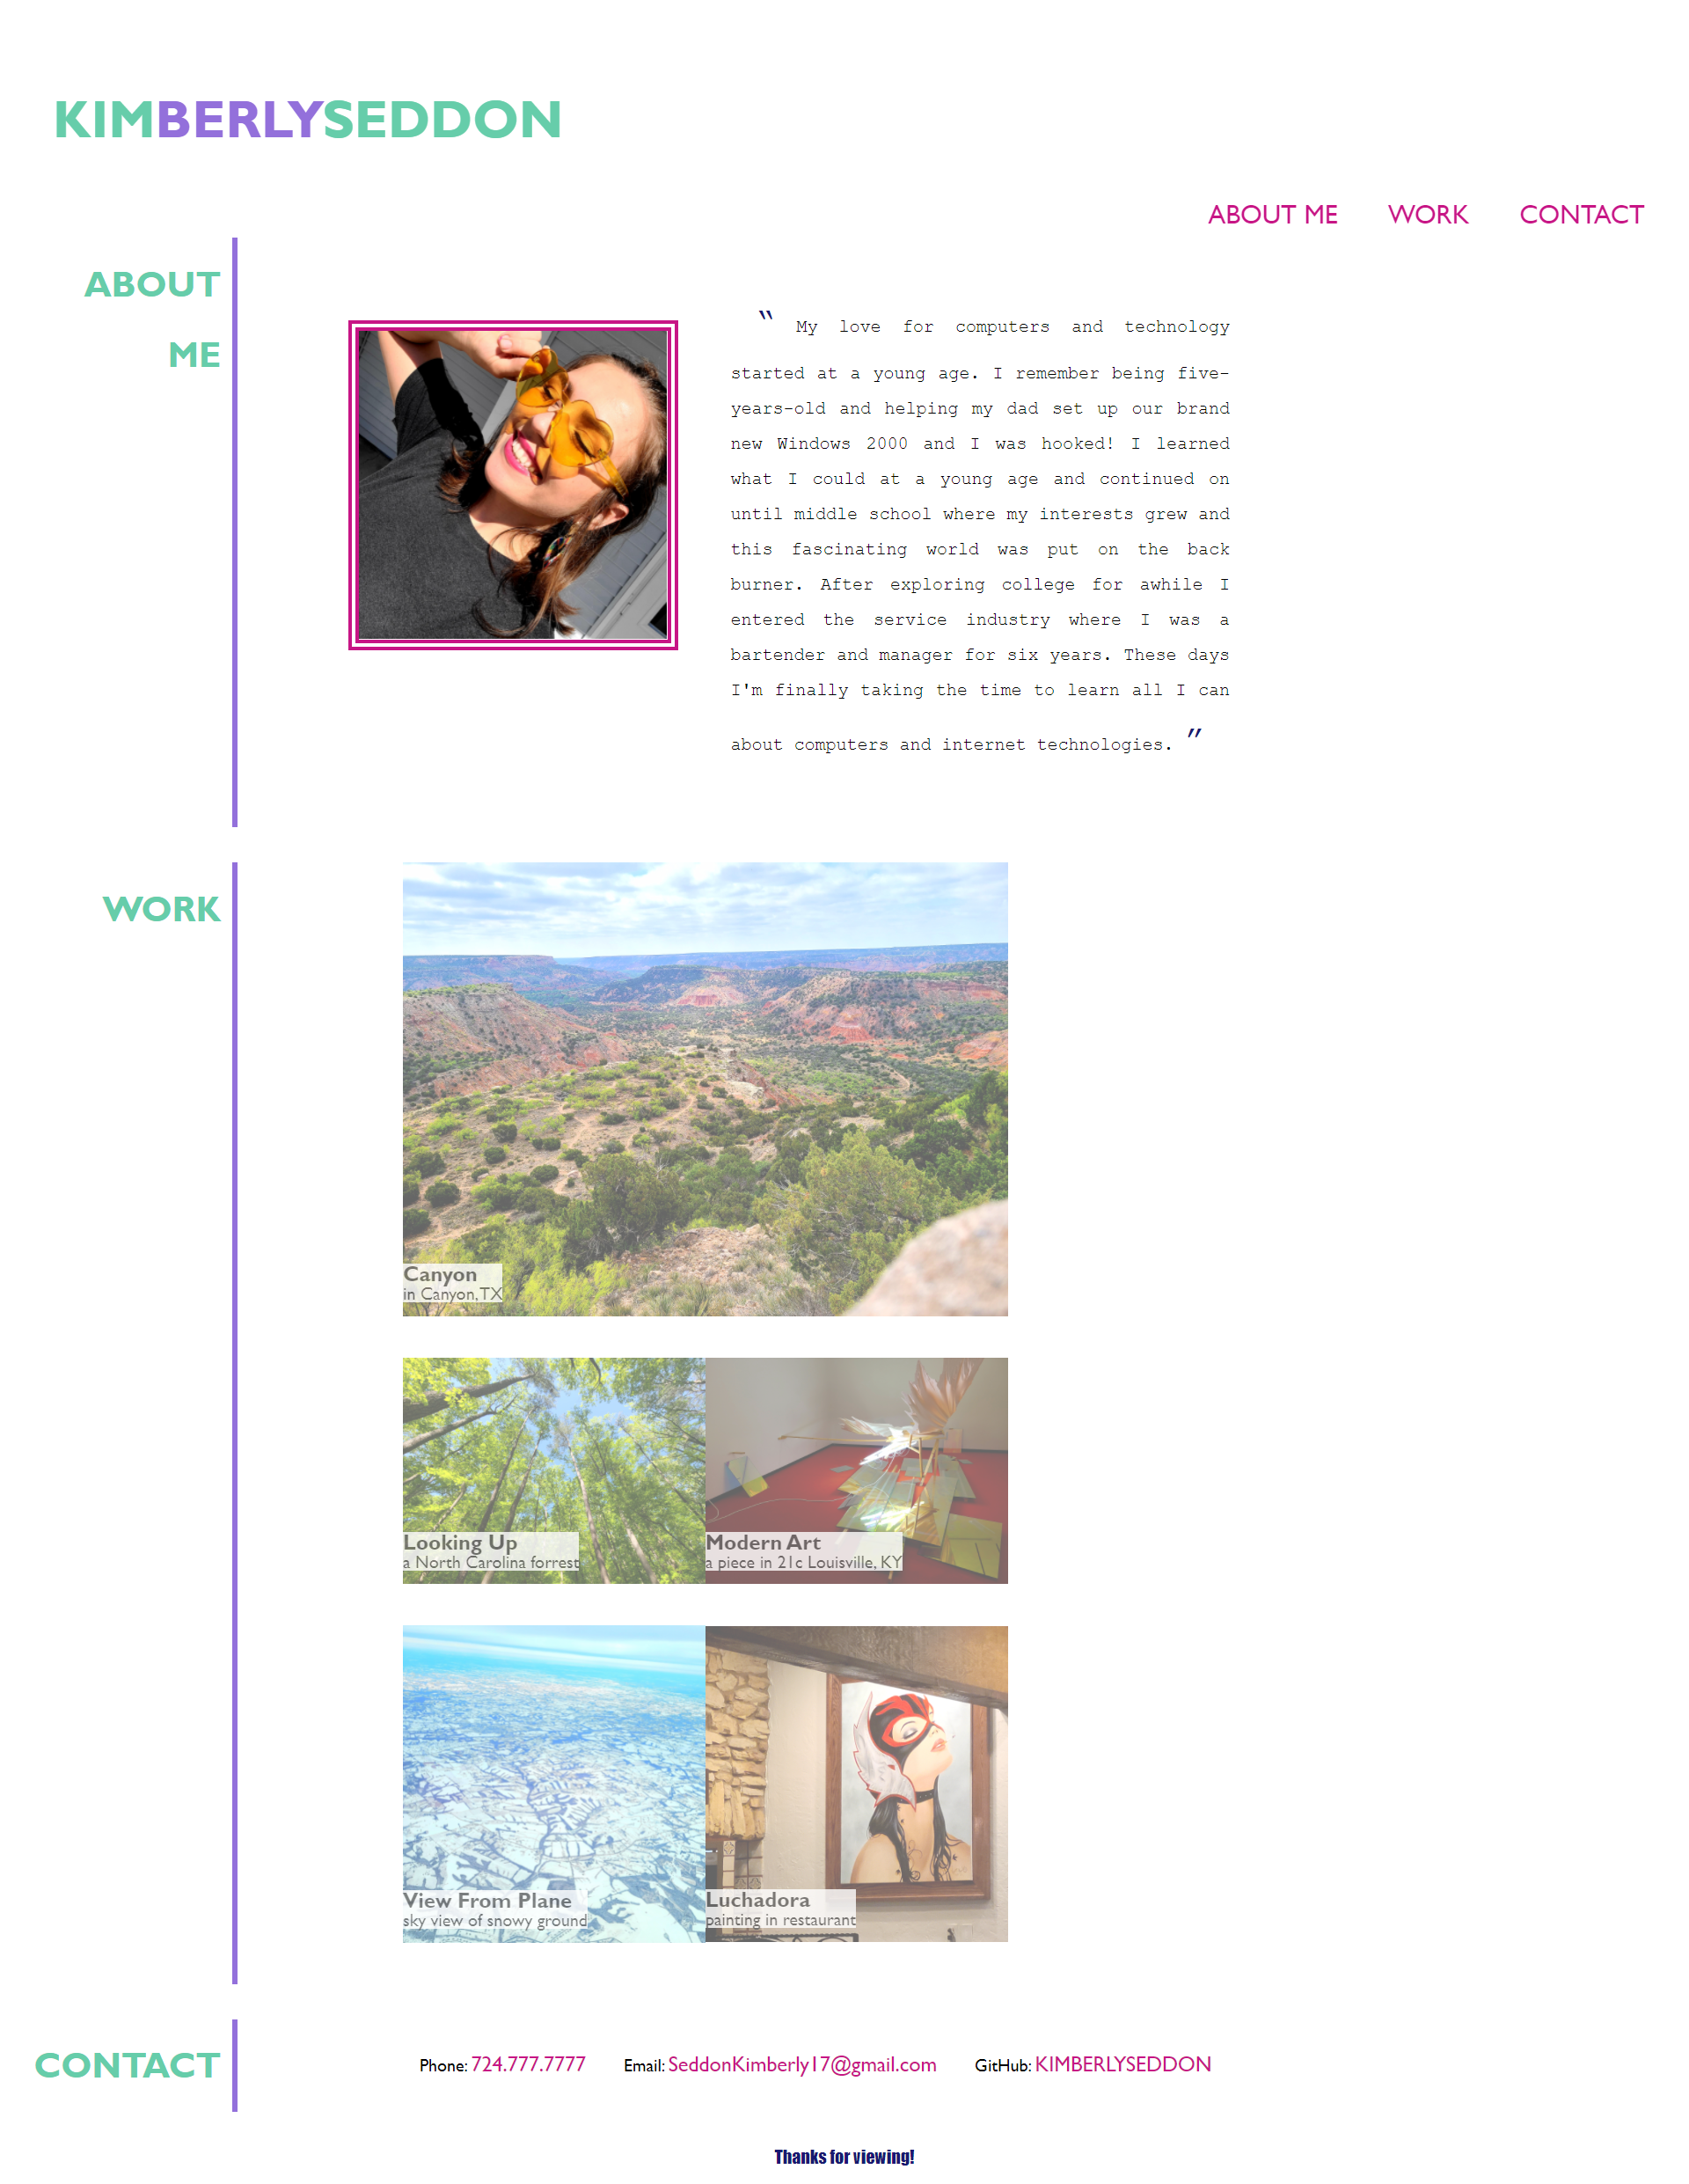 KIMBERLYSEDDON
ABOUT ME WORK CONTACT
ABOUT
ME
“ My love for computers and technology
started at a young age. I remember being five-
years-old and helping my dad set up our brand
new Windows 2000 and I was hooked! I learned
what I could at a young age and continued on
until middle school where my interests grew and
this fascinating world was put on the back
burner. After exploring college for awhile I
entered the service industry where I was a
bartender and manager for six years. These days
I'm finally taking the time to learn all I can
about computers and internet technologies. ”
WORK
Canyon
in Canyon, TX
Looking Up
a North Carolina forrest
Modern Art
a piece in 21c Louisville, KY
View From Plane
sky view of snowy ground
Luchadora
painting in restaurant
CONTACT
Phone: 724.777.7777 Email: SeddonKimberly17@gmail.com GitHub: KIMBERLYSEDDON
Thanks for viewing!